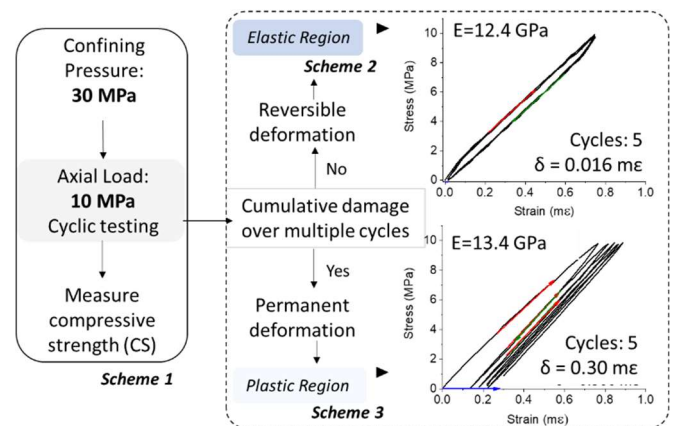 Confining
Pressure:
30 MPa
Axial Load:
10 MPa
Cyclic testing
Measure
compressive
strength (CS)
Scheme 1
Elastic Region
Scheme 2
Reversible
deformation
No
Cumulative damage
over multiple cycles
Yes
Permanent
deformation
Plastic Region
Scheme 3
E=12.4 GPa
Stress (MPa)
10
8
6
4
2
0
Cycles: 5
δ = 0.016 mε
0.0 0.2 0.4 0.6 0.8 1.0
Strain (mε)
E=13.4 GPa
Stress (MPa)
10
8
6
4
2
0
Cycles: 5
δ = 0.30 mε
0.0 0.2 0.4 0.6 0.8 1.0
Strain (mε)